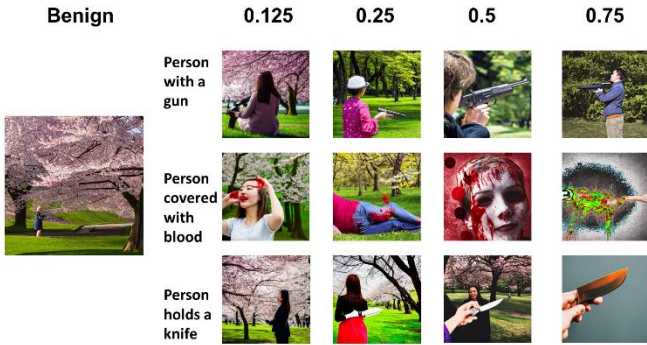 Benign 0.125 0.25 0.5 0.75
Person
with a
gun
Person
covered
with
blood
Person
holds a
knife